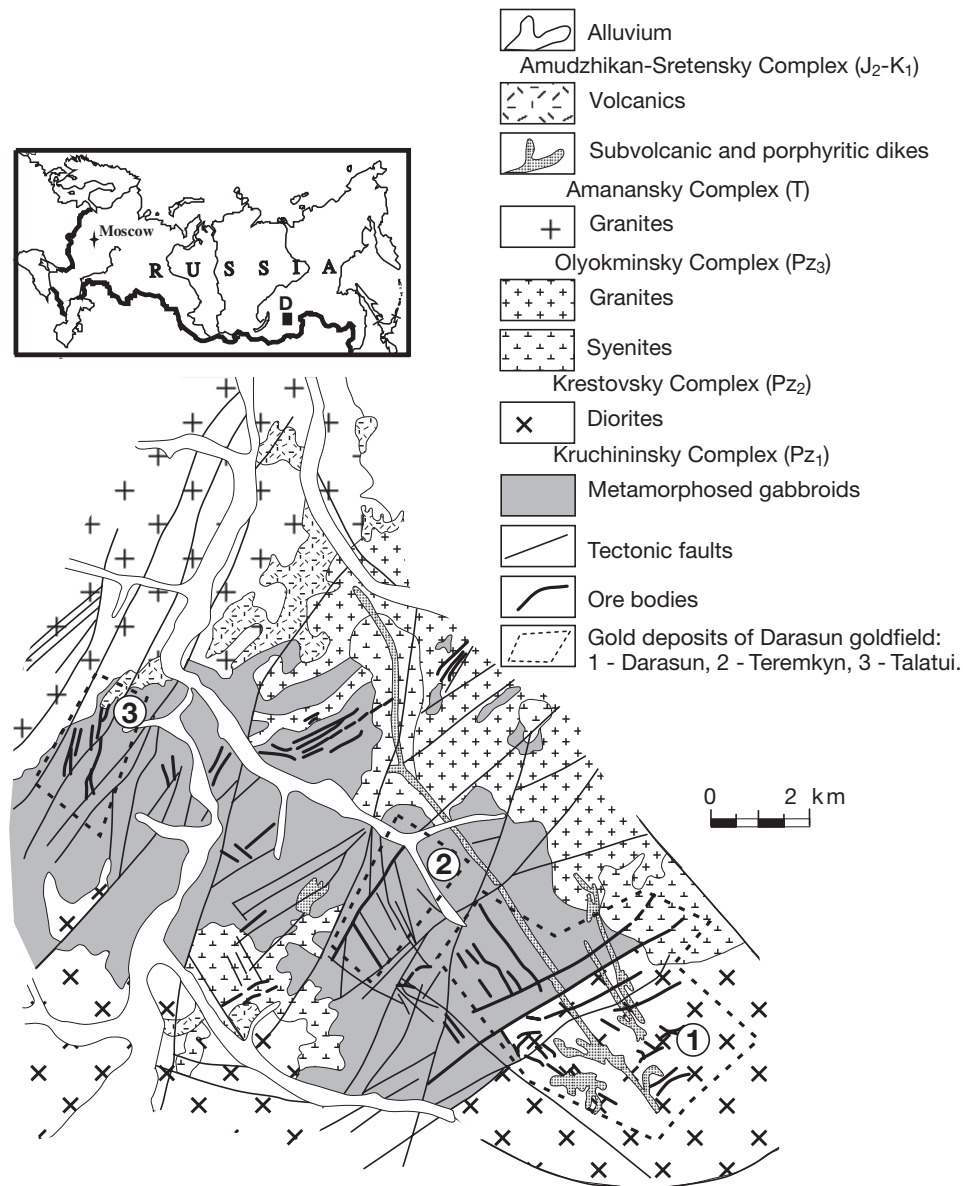 Alluvium
Amudzhikan-Sretensky Complex (J₂-K₁)
Volcanics
Subvolcanic and porphyritic dikes
Amanansky Complex (T)
Granites
Olyokminsky Complex (Pz₃)
Granites
Syenites
Krestovsky Complex (Pz₂)
Diorites
Kruchininsky Complex (Pz₁)
Metamorphosed gabbroids
Tectonic faults
Ore bodies
Gold deposits of Darasun goldfield:
1 - Darasun, 2 - Teremkyn, 3 - Talatui.
Moscow
R U S S I A
D
3
0 2 km
2
1